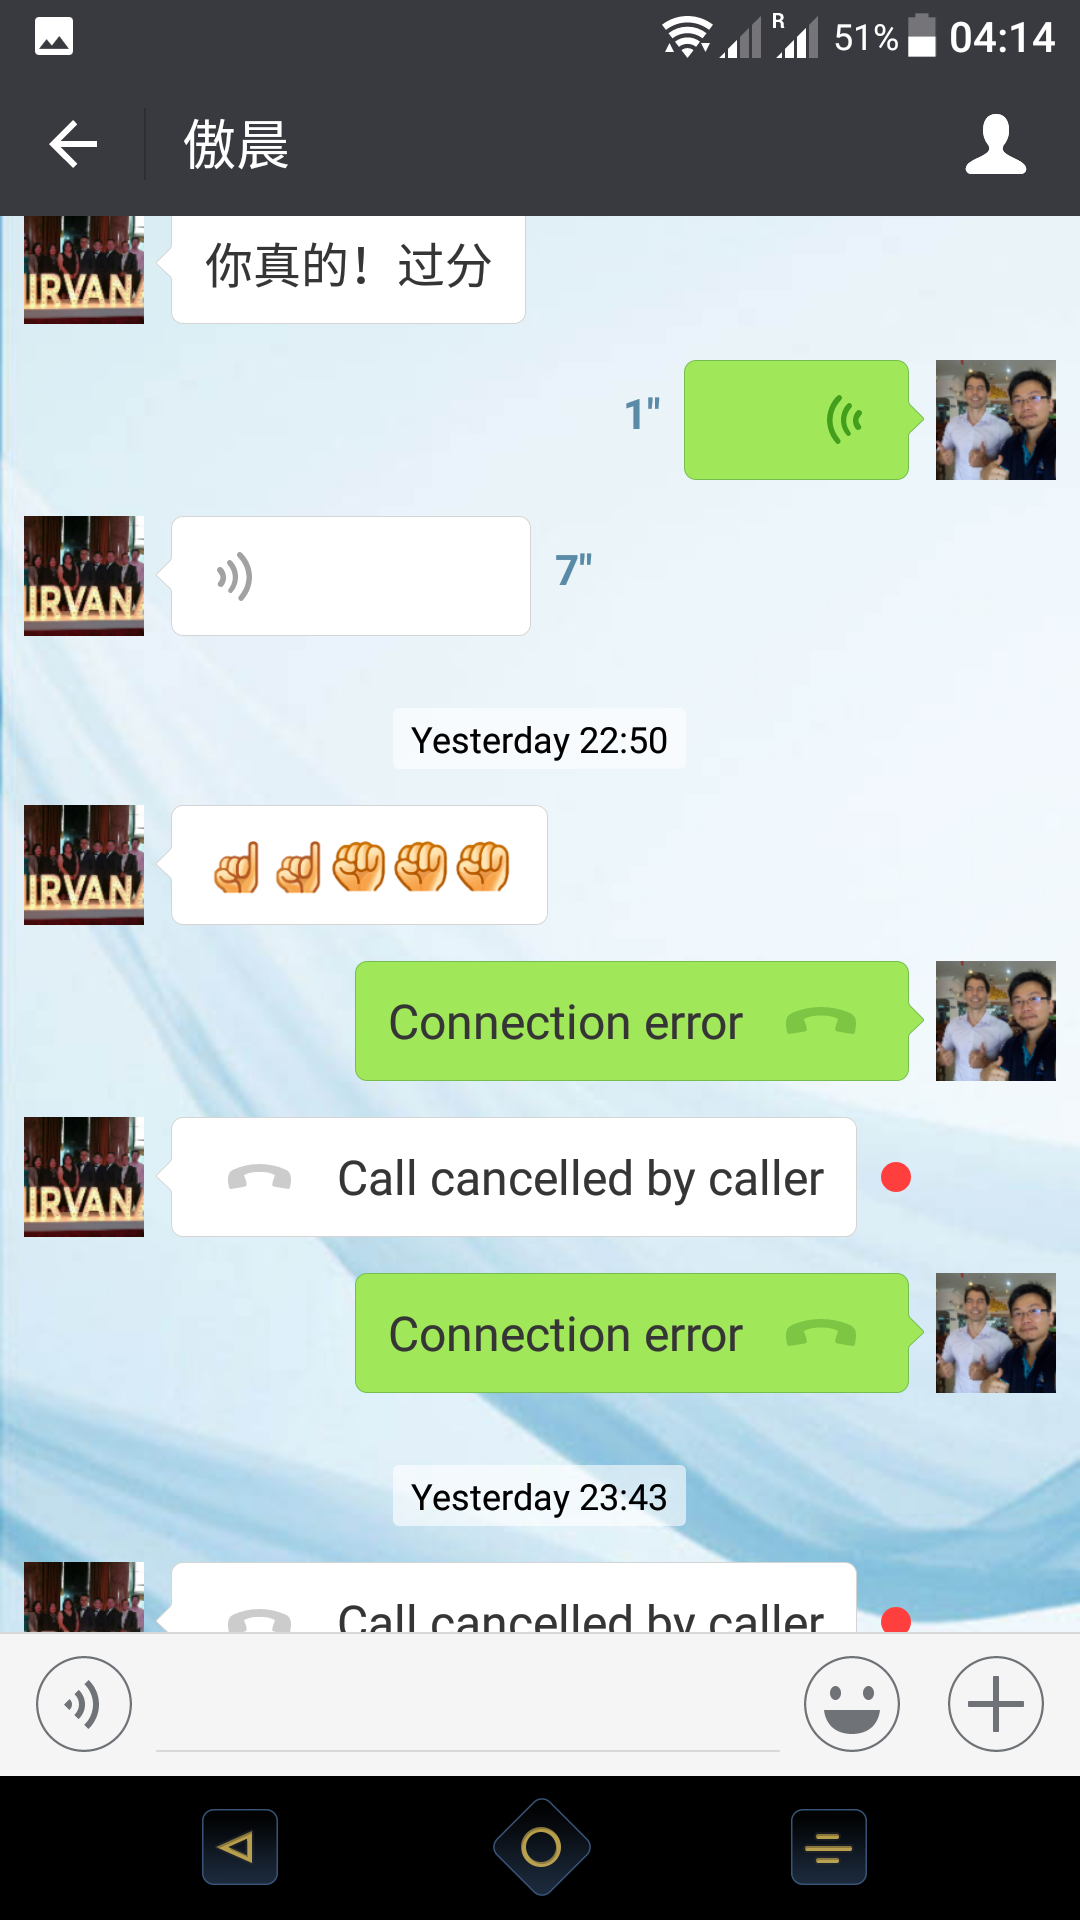 R 51% 04:14
傲晨
你真的！过分
IRVANA
1"
7"
IRVANA
Yesterday 22:50
IRVANA
Connection error
Call cancelled by caller
IRVANA
Connection error
Yesterday 23:43
Call cancelled by caller